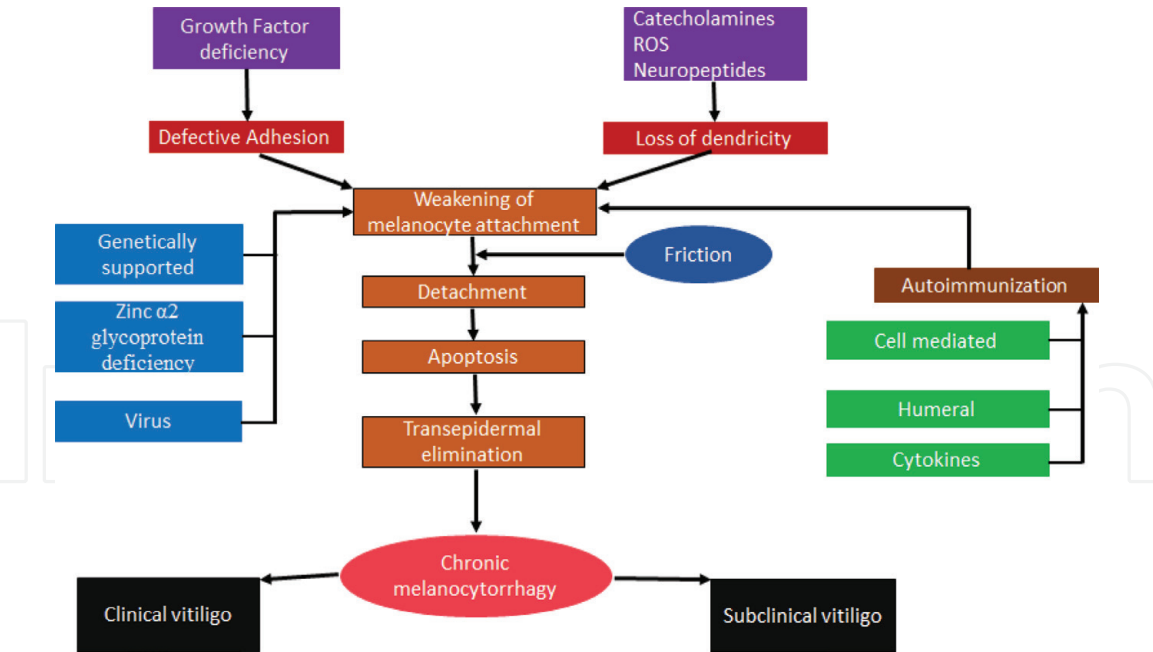 Growth Factor
deficiency
Catecholamines
ROS
Neuropeptides
Defective Adhesion
Loss of dendricity
Weakening of
melanocyte attachment
Genetically
supported
Friction
Detachment
Autoimmunization
Zinc α2
glycoprotein
deficiency
Apoptosis
Cell mediated
Virus
Humeral
Transepidermal
elimination
Cytokines
Chronic
melanocytorrhagy
Clinical vitiligo
Subclinical vitiligo